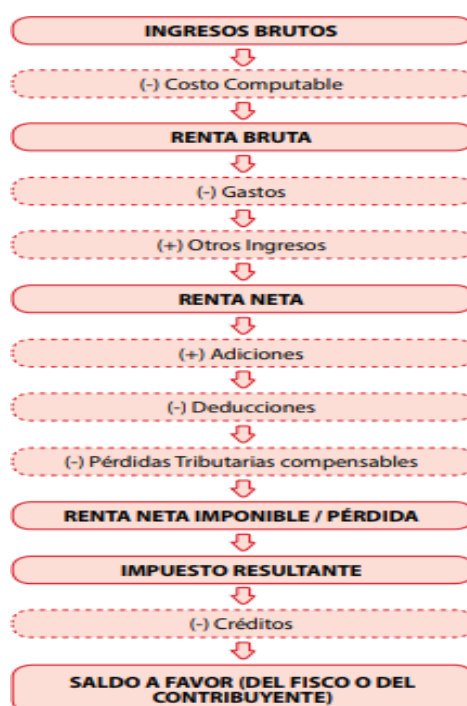 INGRESOS BRUTOS
(-) Costo Computable
RENTA BRUTA
(-) Gastos
(+) Otros Ingresos
RENTA NETA
(+) Adiciones
(-) Deducciones
(-) Pérdidas Tributarias compensables
RENTA NETA IMPONIBLE / PÉRDIDA
IMPUESTO RESULTANTE
(-) Créditos
SALDO A FAVOR (DEL FISCO O DEL
CONTRIBUYENTE)